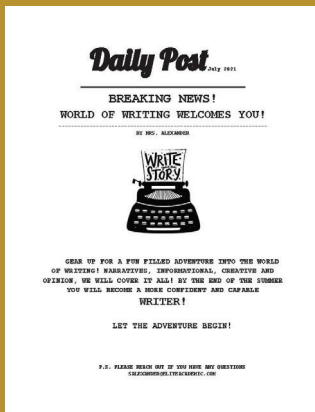 Daily Post July 2021
BREAKING NEWS!
WORLD OF WRITING WELCOMES YOU!
BY MRS. ALEXANDER
WRITE
STORY.
GEAR UP FOR A FUN FILLED ADVENTURE INTO THE WORLD
OF WRITING! NARRATIVES, INFORMATIONAL, CREATIVE AND
OPINION, WE WILL COVER IT ALL! BY THE END OF THE SUMMER
YOU WILL BECOME A MORE CONFIDENT AND CAPABLE
WRITER!
LET THE ADVENTURE BEGIN!
P.S. PLEASE REACH OUT IF YOU HAVE ANY QUESTIONS
SALEXANDER@ELITEACADEMIC.COM